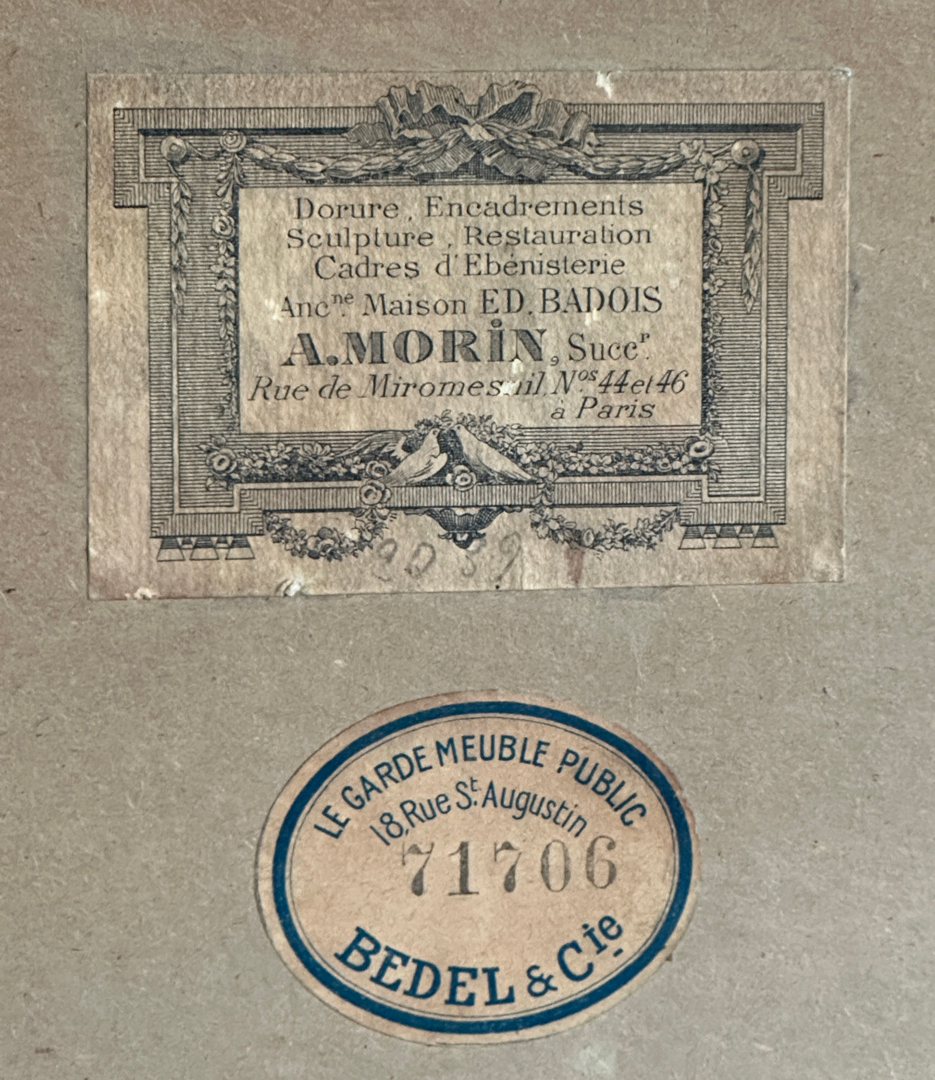 Dorure, Encadrements
Sculpture, Restauration
Cadres d'Ebénisterie
Ancⁿᵉ. Maison ED. BADOIS
A. MORIN, Succʳ.
Rue de Miromesnil, Nᵒˢ 44 et 46
à Paris
LE GARDE MEUBLE PUBLIC
18, Rue Sᵗ. Augustin
71706
BEDEL & Cⁱᵉ